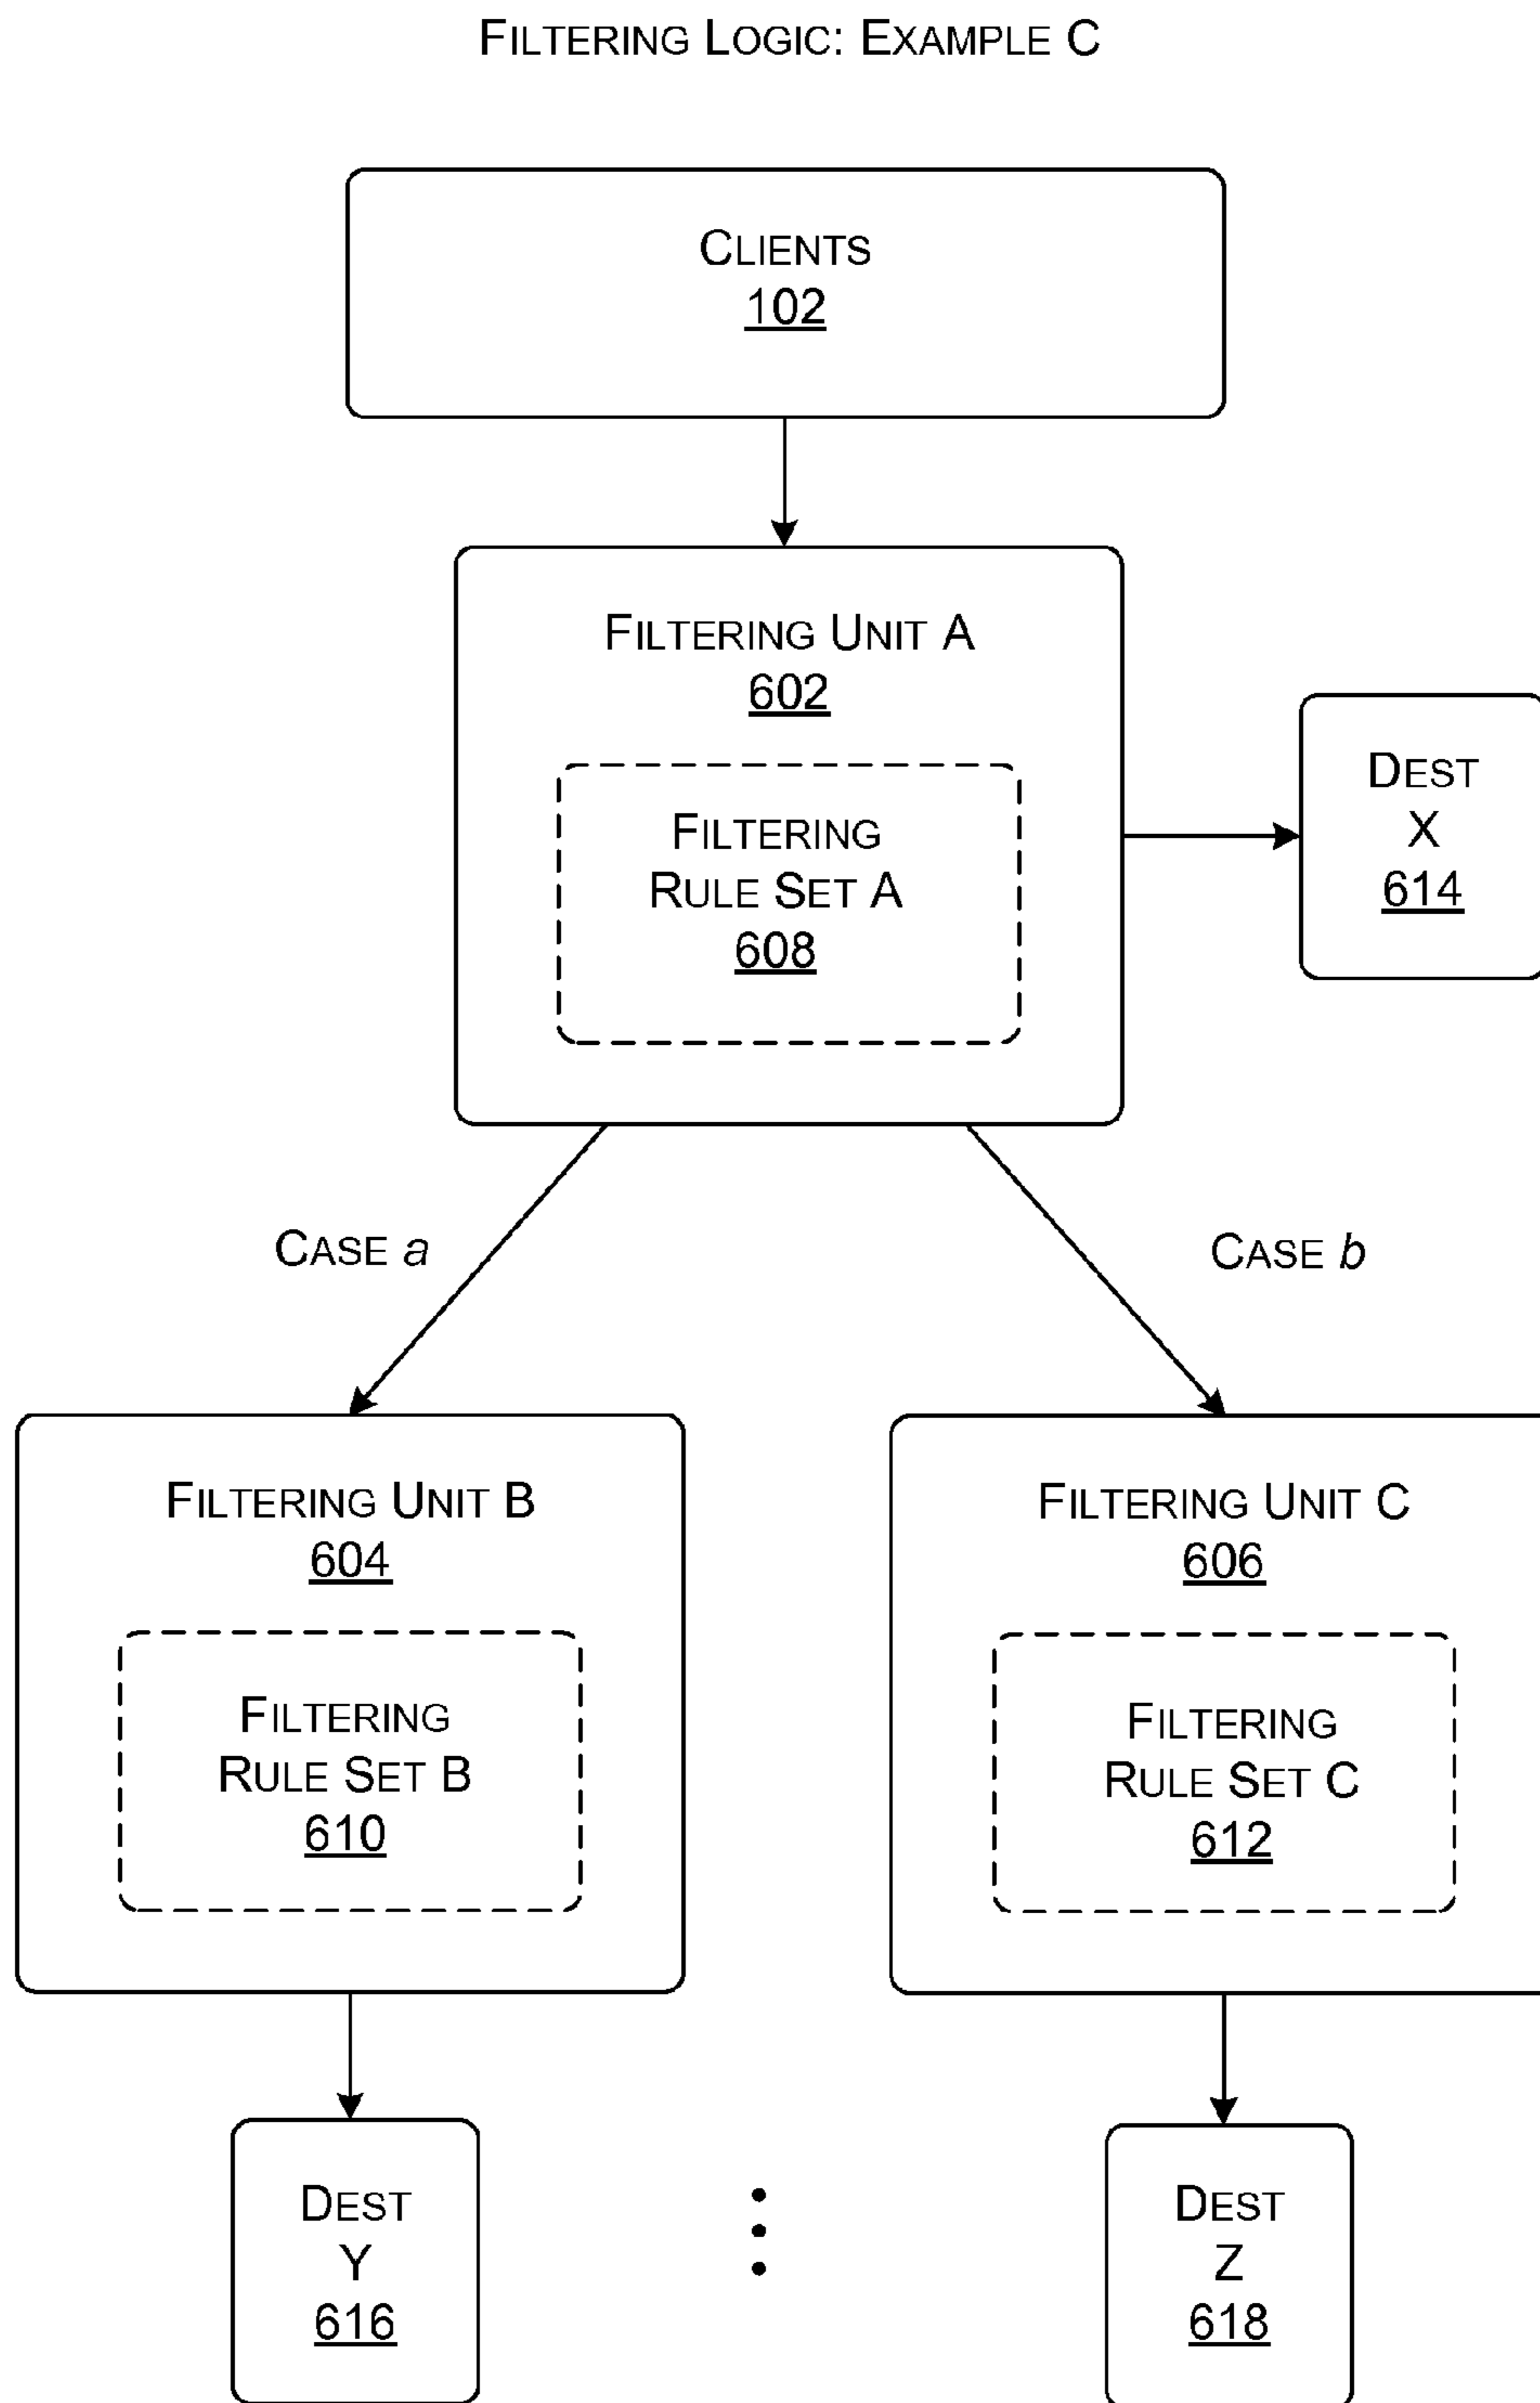 FILTERING LOGIC: EXAMPLE C
CLIENTS
102
FILTERING UNIT A
602
FILTERING
RULE SET A
608
DEST
X
614
CASE a
CASE b
FILTERING UNIT B
604
FILTERING
RULE SET B
610
FILTERING UNIT C
606
FILTERING
RULE SET C
612
DEST
Y
616
DEST
Z
618